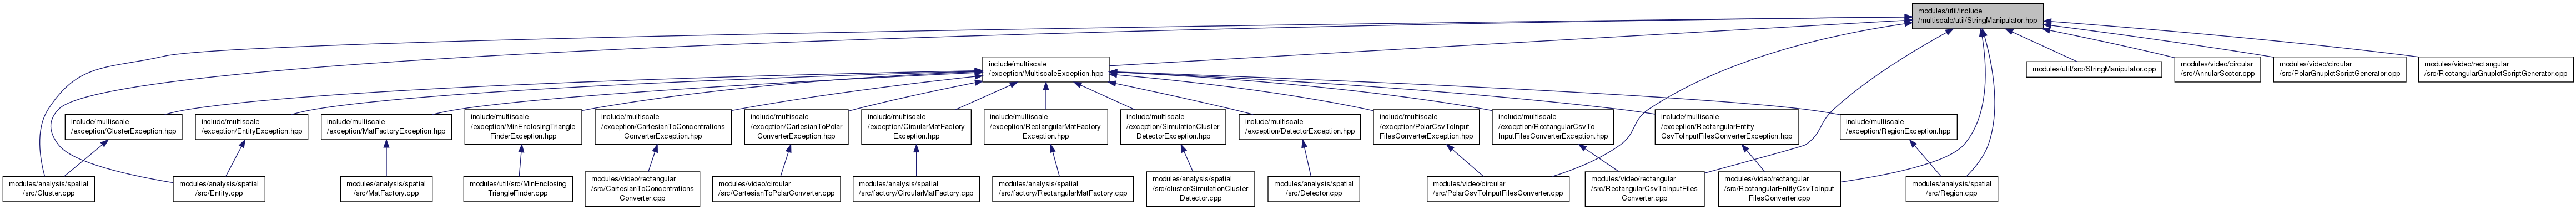 modules/util/include
/multiscale/util/StringManipulator.hpp
include/multiscale
/exception/MultiscaleException.hpp
modules/util/src/StringManipulator.cpp
modules/video/circular
/src/AnnularSector.cpp
modules/video/circular
/src/PolarGnuplotScriptGenerator.cpp
modules/video/rectangular
/src/RectangularGnuplotScriptGenerator.cpp
include/multiscale
/exception/ClusterException.hpp
include/multiscale
/exception/EntityException.hpp
include/multiscale
/exception/MatFactoryException.hpp
include/multiscale
/exception/MinEnclosingTriangle
FinderException.hpp
include/multiscale
/exception/CartesianToConcentrations
ConverterException.hpp
include/multiscale
/exception/CartesianToPolar
ConverterException.hpp
include/multiscale
/exception/CircularMatFactory
Exception.hpp
include/multiscale
/exception/RectangularMatFactory
Exception.hpp
include/multiscale
/exception/SimulationCluster
DetectorException.hpp
include/multiscale
/exception/DetectorException.hpp
include/multiscale
/exception/PolarCsvToInput
FilesConverterException.hpp
include/multiscale
/exception/RectangularCsvTo
InputFilesConverterException.hpp
include/multiscale
/exception/RectangularEntity
CsvToInputFilesConverterException.hpp
include/multiscale
/exception/RegionException.hpp
modules/analysis/spatial
/src/Cluster.cpp
modules/analysis/spatial
/src/Entity.cpp
modules/analysis/spatial
/src/MatFactory.cpp
modules/util/src/MinEnclosing
TriangleFinder.cpp
modules/video/rectangular
/src/CartesianToConcentrations
Converter.cpp
modules/video/circular
/src/CartesianToPolarConverter.cpp
modules/analysis/spatial
/src/factory/CircularMatFactory.cpp
modules/analysis/spatial
/src/factory/RectangularMatFactory.cpp
modules/analysis/spatial
/src/cluster/SimulationCluster
Detector.cpp
modules/analysis/spatial
/src/Detector.cpp
modules/video/circular
/src/PolarCsvToInputFilesConverter.cpp
modules/video/rectangular
/src/RectangularCsvToInputFiles
Converter.cpp
modules/video/rectangular
/src/RectangularEntityCsvToInput
FilesConverter.cpp
modules/analysis/spatial
/src/Region.cpp